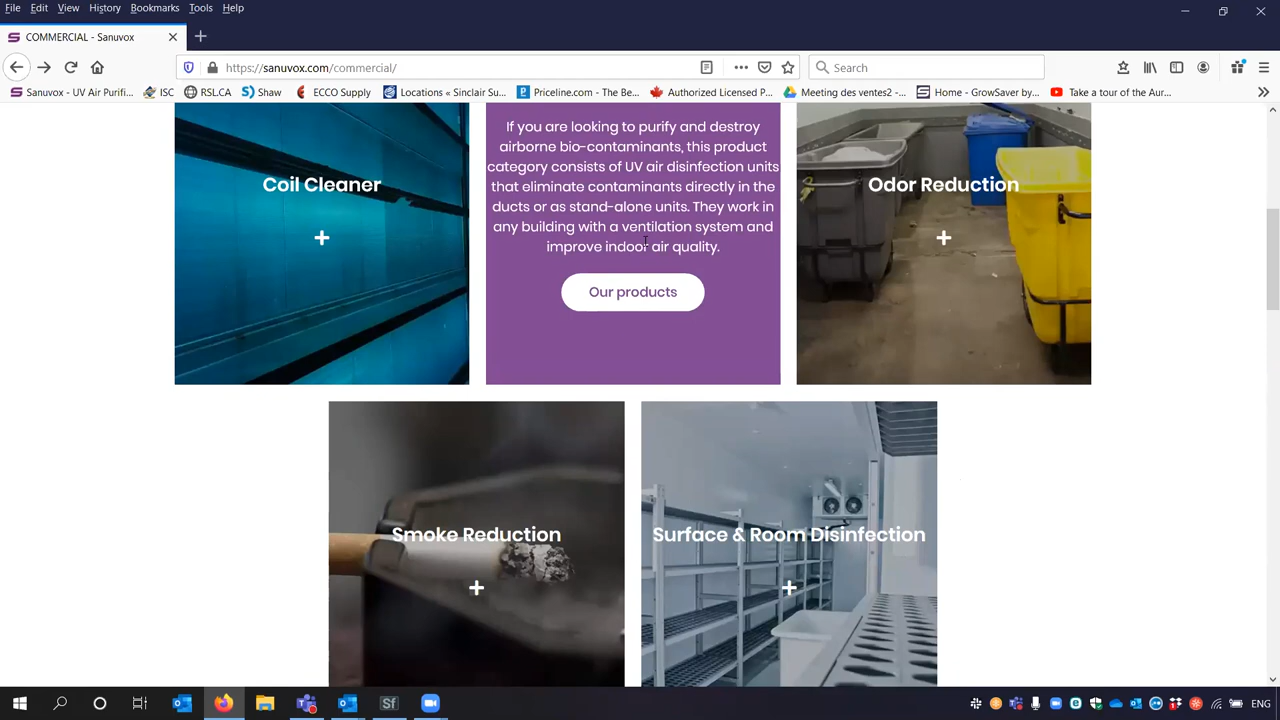 File Edit View History Bookmarks Tools Help
COMMERCIAL - Sanuvox
https://sanuvox.com/commercial/
Search
Sanuvox - UV Air Purifi... ISC RSL.CA Shaw ECCO Supply Locations « Sinclair Su... Priceline.com - The Be... Authorized Licensed P... Meeting des ventes2 - ... Home - GrowSaver by... Take a tour of the Aur...
Coil Cleaner
+
If you are looking to purify and destroy
airborne bio-contaminants, this product
category consists of UV air disinfection units
that eliminate contaminants directly in the
ducts or as stand-alone units. They work in
any building with a ventilation system and
improve indoor air quality.
Our products
Odor Reduction
+
Smoke Reduction
+
Surface & Room Disinfection
+
Sf
ENG